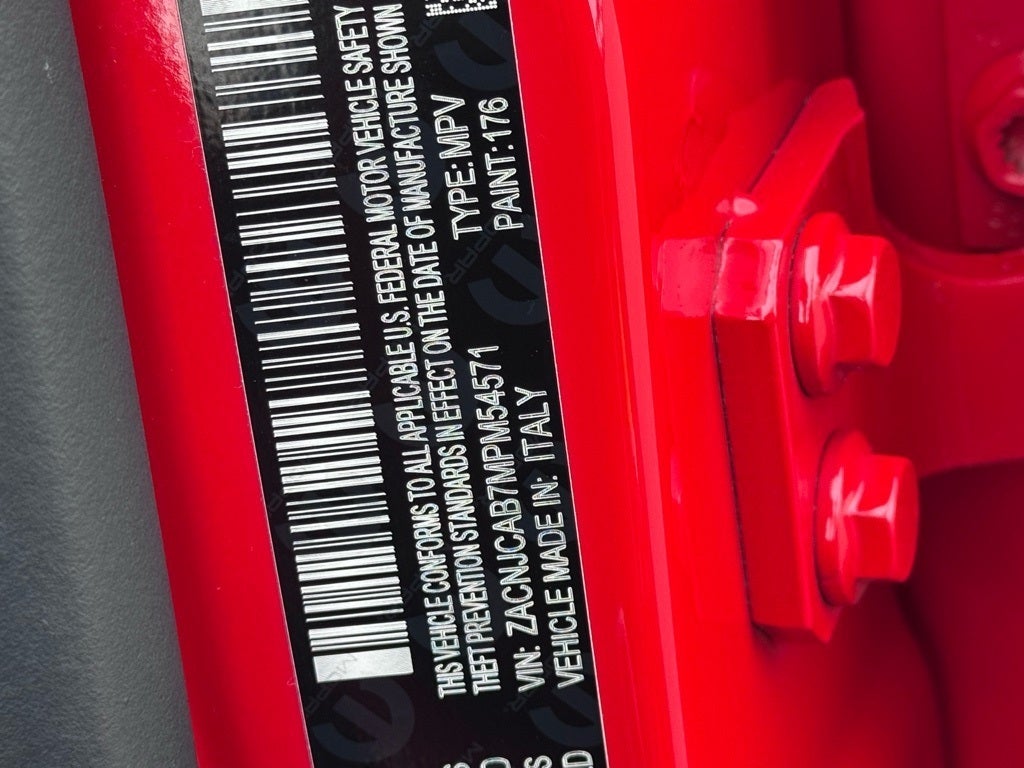 THIS VEHICLE CONFORMS TO ALL APPLICABLE U.S. FEDERAL MOTOR VEHICLE SAFETY
THEFT PREVENTION STANDARDS IN EFFECT ON THE DATE OF MANUFACTURE SHOWN
VIN: ZACNJCAB7MPM54571 TYPE: MPV
VEHICLE MADE IN: ITALY PAINT: 176